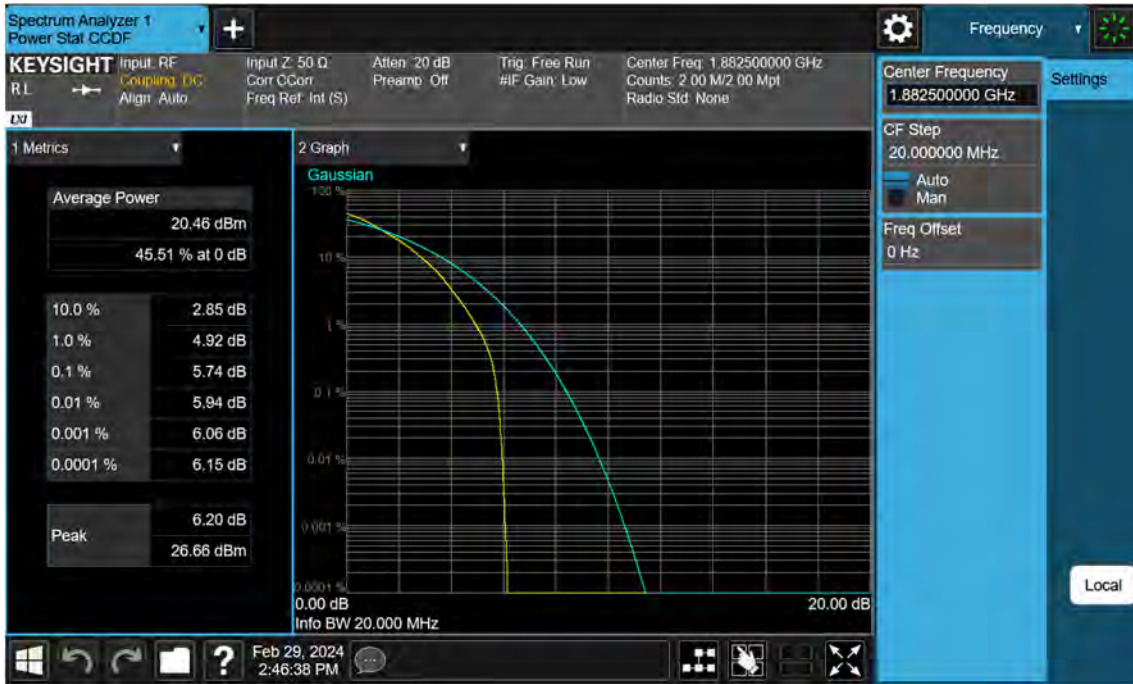 Spectrum Analyzer 1
Power Stat CCDF
+
Frequency
KEYSIGHT
RL
LXI
Input: RF
Coupling: DC
Align: Auto
Input Z: 50 Ω
Corr CCorr
Freq Ref: Int (S)
Atten: 20 dB
Preamp: Off
Trig: Free Run
#IF Gain: Low
Center Freq: 1.882500000 GHz
Counts: 2.00 M/2.00 Mpt
Radio Std: None
Center Frequency
1.882500000 GHz
Settings
CF Step
20.000000 MHz
Auto
Man
Freq Offset
0 Hz
1 Metrics
Average Power
20.46 dBm
45.51 % at 0 dB
10.0 % 2.85 dB
1.0 % 4.92 dB
0.1 % 5.74 dB
0.01 % 5.94 dB
0.001 % 6.06 dB
0.0001 % 6.15 dB
Peak
6.20 dB
26.66 dBm
2 Graph
Gaussian
100 %
10 %
1 %
0.1 %
0.01 %
0.001 %
0.0001 %
0.00 dB 20.00 dB
Info BW 20.000 MHz
Local
?
Feb 29, 2024
2:46:38 PM